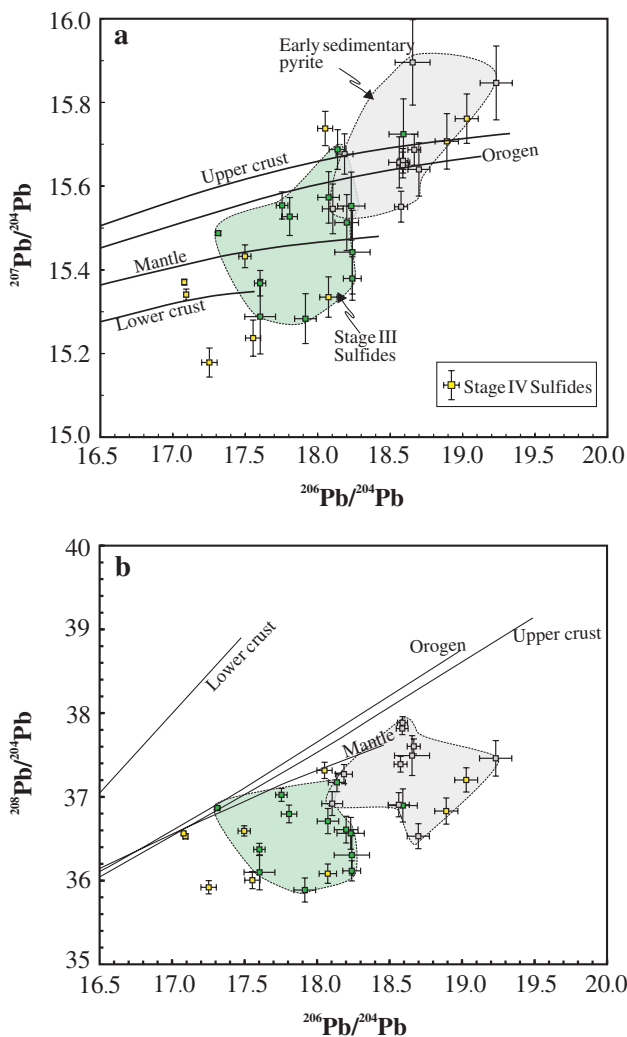 16.0
a
Early sedimentary
pyrite
15.8
Upper crust
Orogen
15.6
²⁰⁷Pb/²⁰⁴Pb
Mantle
15.4
Lower crust
Stage III
Sulfides
15.2
Stage IV Sulfides
15.0
16.5 17.0 17.5 18.0 18.5 19.0 19.5 20.0
²⁰⁶Pb/²⁰⁴Pb
40
b
39
Lower crust
Orogen
Upper crust
38
Mantle
²⁰⁸Pb/²⁰⁴Pb
37
36
35
16.5 17.0 17.5 18.0 18.5 19.0 19.5 20.0
²⁰⁶Pb/²⁰⁴Pb